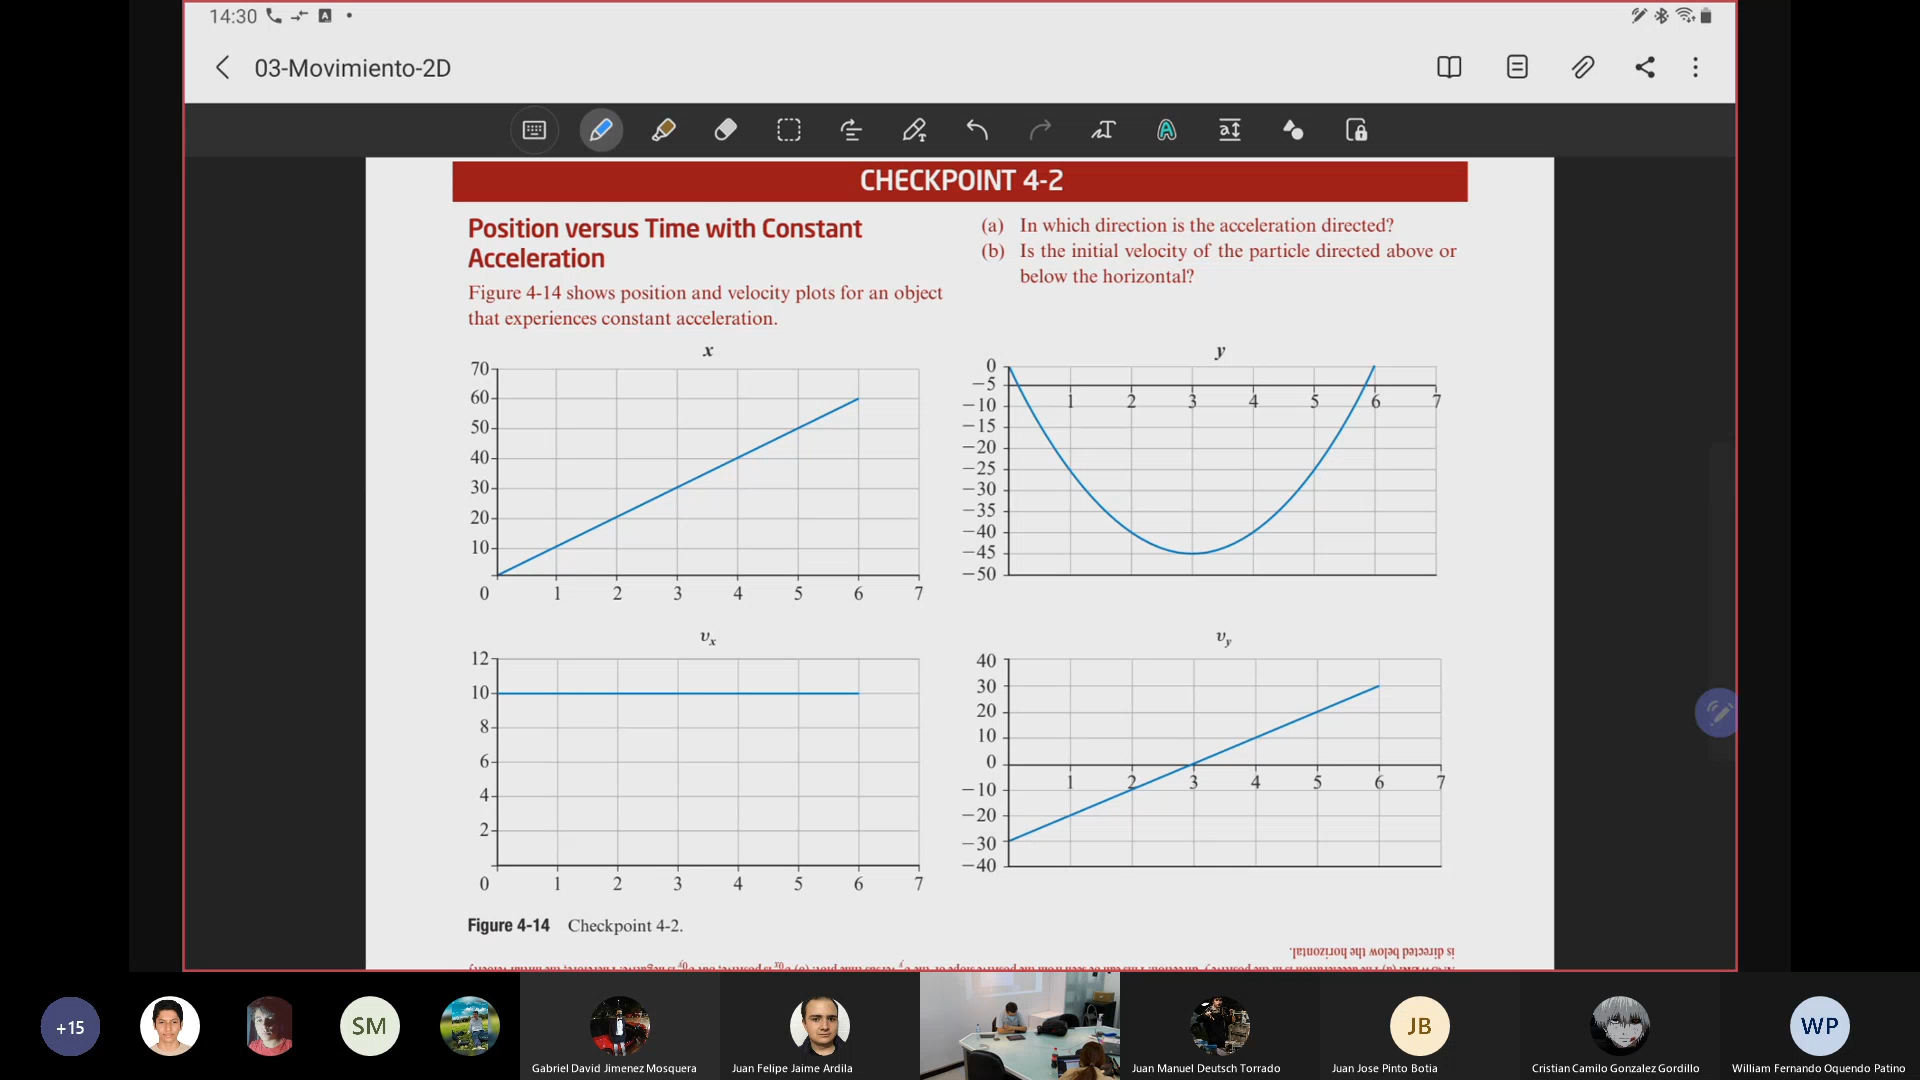 14:30
03-Movimiento-2D
CHECKPOINT 4-2
Position versus Time with Constant
Acceleration
Figure 4-14 shows position and velocity plots for an object
that experiences constant acceleration.
(a) In which direction is the acceleration directed?
(b) Is the initial velocity of the particle directed above or
below the horizontal?
x
70
60
50
40
30
20
10
0 1 2 3 4 5 6 7
y
0
−5
−10
−15
−20
−25
−30
−35
−40
−45
−50
1 2 3 4 5 6 7
υx
12
10
8
6
4
2
0 1 2 3 4 5 6 7
υy
40
30
20
10
0
−10
−20
−30
−40
1 2 3 4 5 6 7
Figure 4-14 Checkpoint 4-2.
is directed below the horizontal.
+15
SM
JB
WP
Gabriel David Jimenez Mosquera
Juan Felipe Jaime Ardila
Juan Manuel Deutsch Torrado
Juan Jose Pinto Botia
Cristian Camilo Gonzalez Gordillo
William Fernando Oquendo Patino